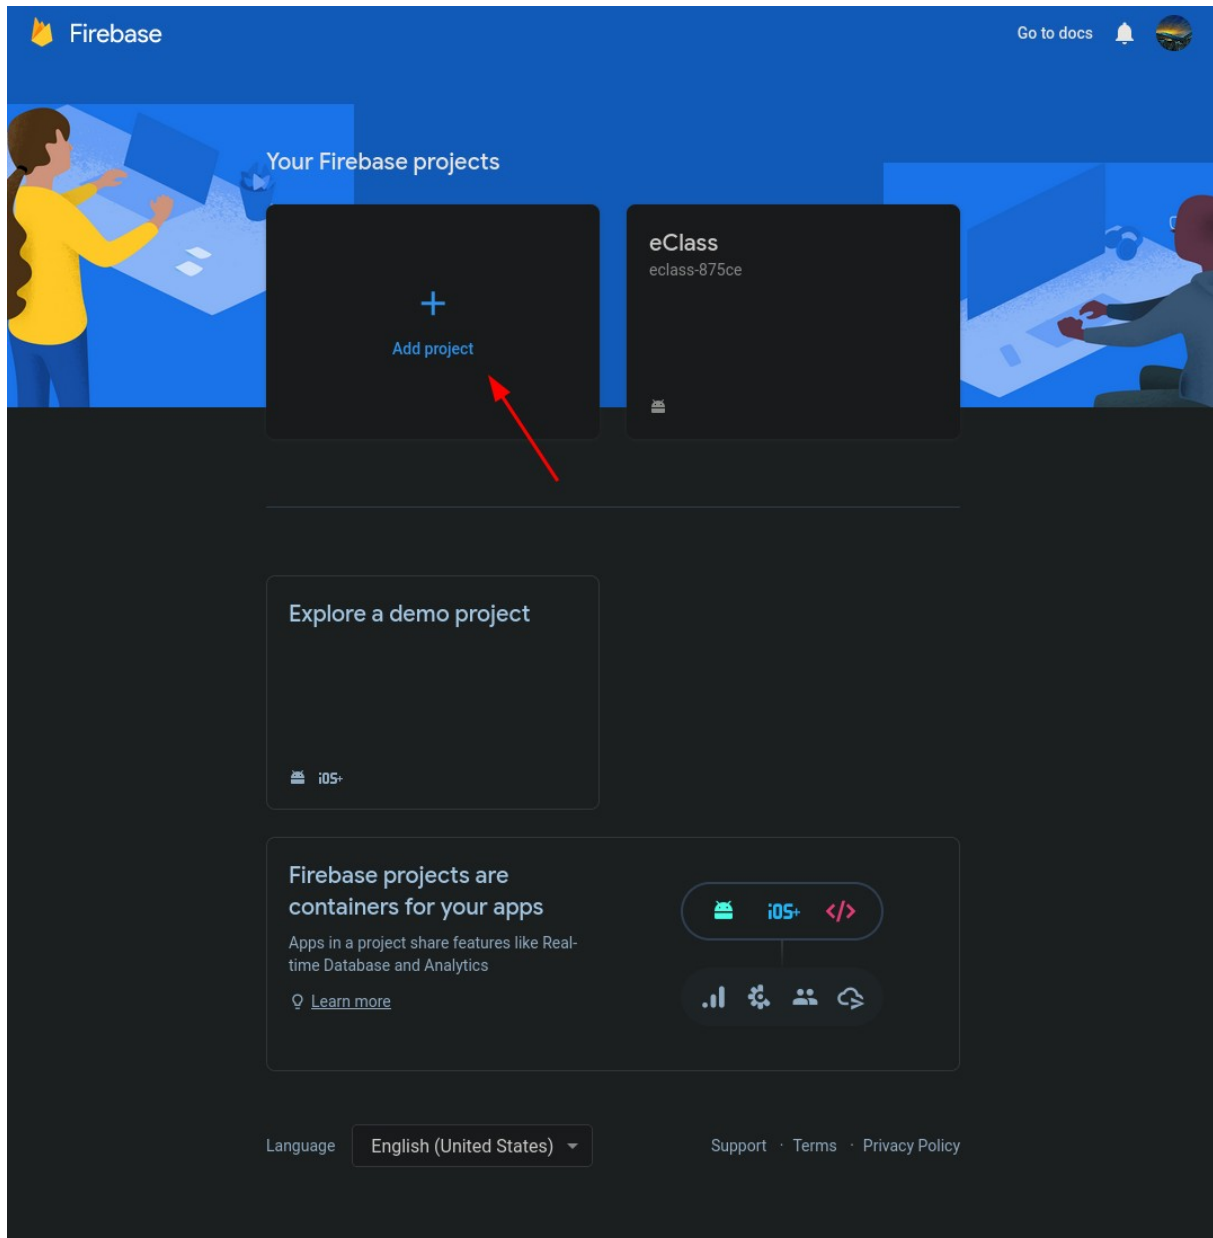 Firebase
Go to docs
Your Firebase projects
Add project
eClass
eclass-875ce
Explore a demo project
iOS+
Firebase projects are
containers for your apps
Apps in a project share features like Real-
time Database and Analytics
Learn more
iOS+ </>
Language English (United States)
Support · Terms · Privacy Policy